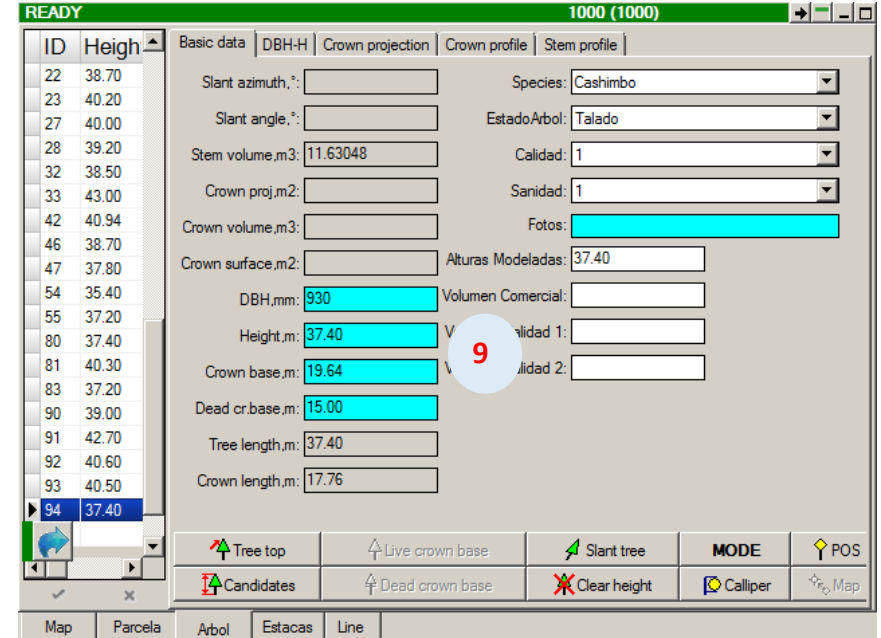 READY 1000 (1000)
ID Heigh
22 38.70
23 40.20
27 40.00
28 39.20
32 38.50
33 43.00
42 40.94
46 38.70
47 37.80
54 35.40
55 37.20
80 37.40
81 40.30
83 37.20
90 39.00
91 42.70
92 40.60
93 40.50
94 37.40
Basic data DBH-H Crown projection Crown profile Stem profile
Slant azimuth,°:
Slant angle,°:
Stem volume,m3: 11.63048
Crown proj,m2:
Crown volume,m3:
Crown surface,m2:
DBH,mm: 930
Height,m: 37.40
Crown base,m: 19.64
Dead cr.base,m: 15.00
Tree length,m: 37.40
Crown length,m: 17.76
Species: Cashimbo
EstadoArbol: Talado
Calidad: 1
Sanidad: 1
Fotos:
Alturas Modeladas: 37.40
Volumen Comercial:
1:
2:
9
Tree top Live crown base Slant tree MODE POS
Candidates Dead crown base Clear height Calliper Map
Map Parcela Arbol Estacas Line